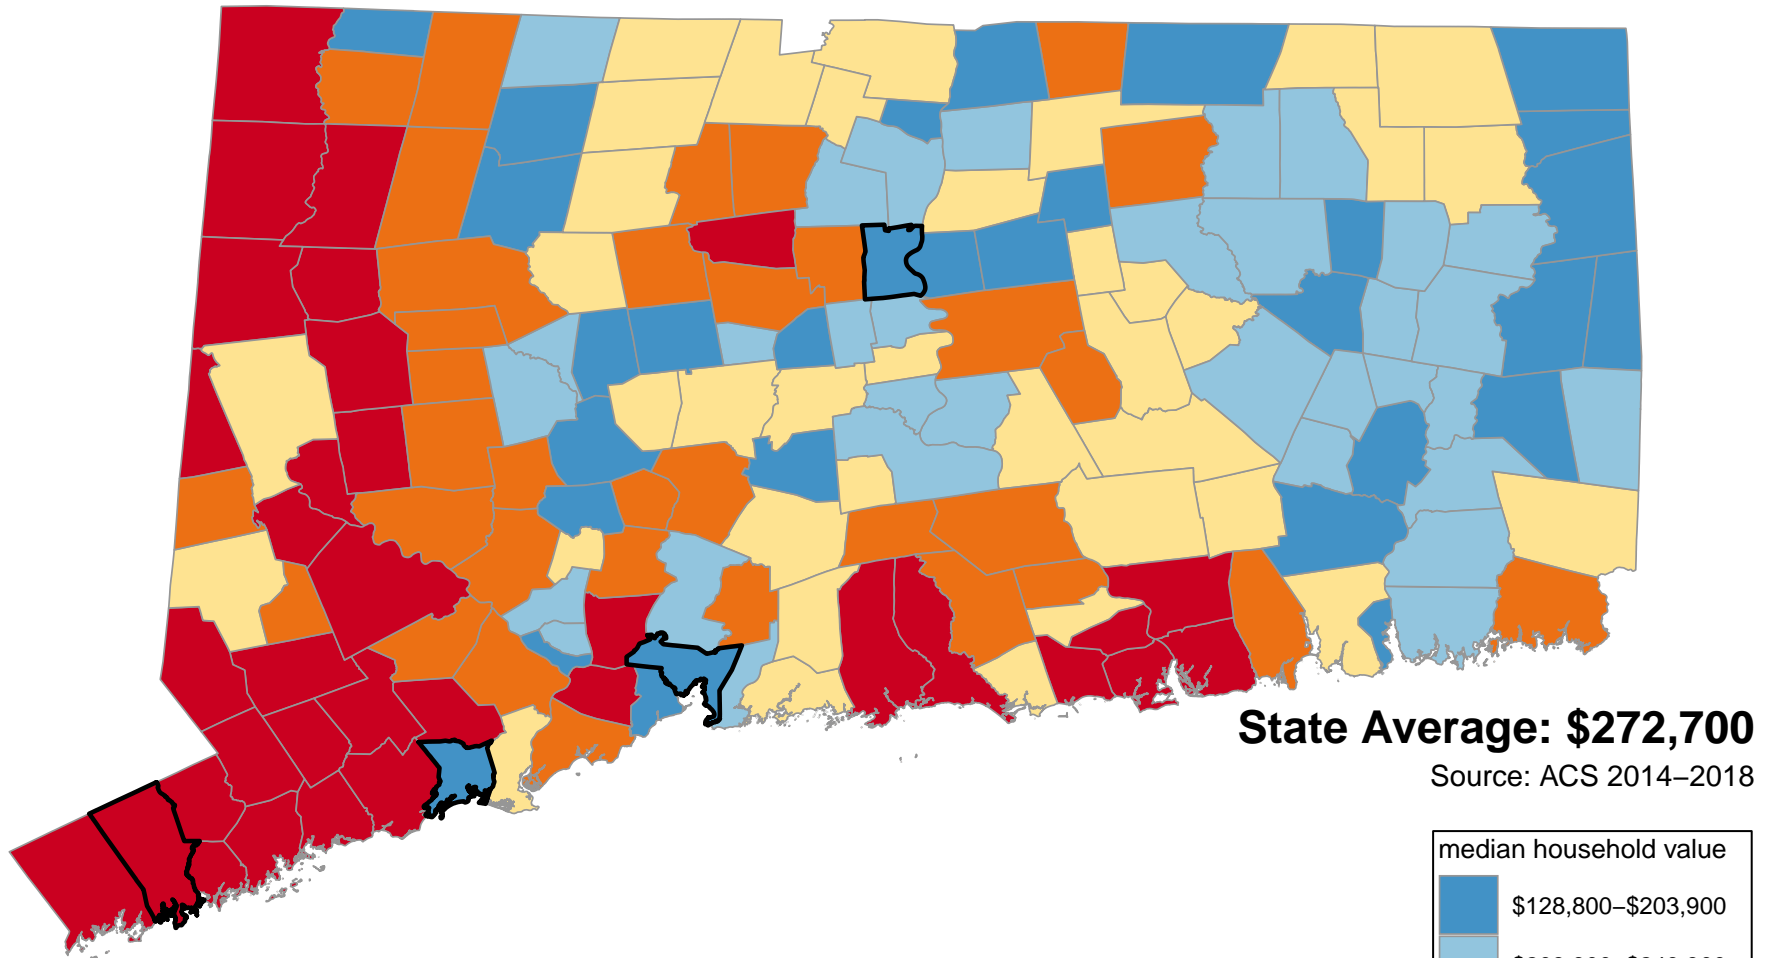 State Average: $272,700
Source: ACS 2014–2018
median household value
$128,800–$203,900